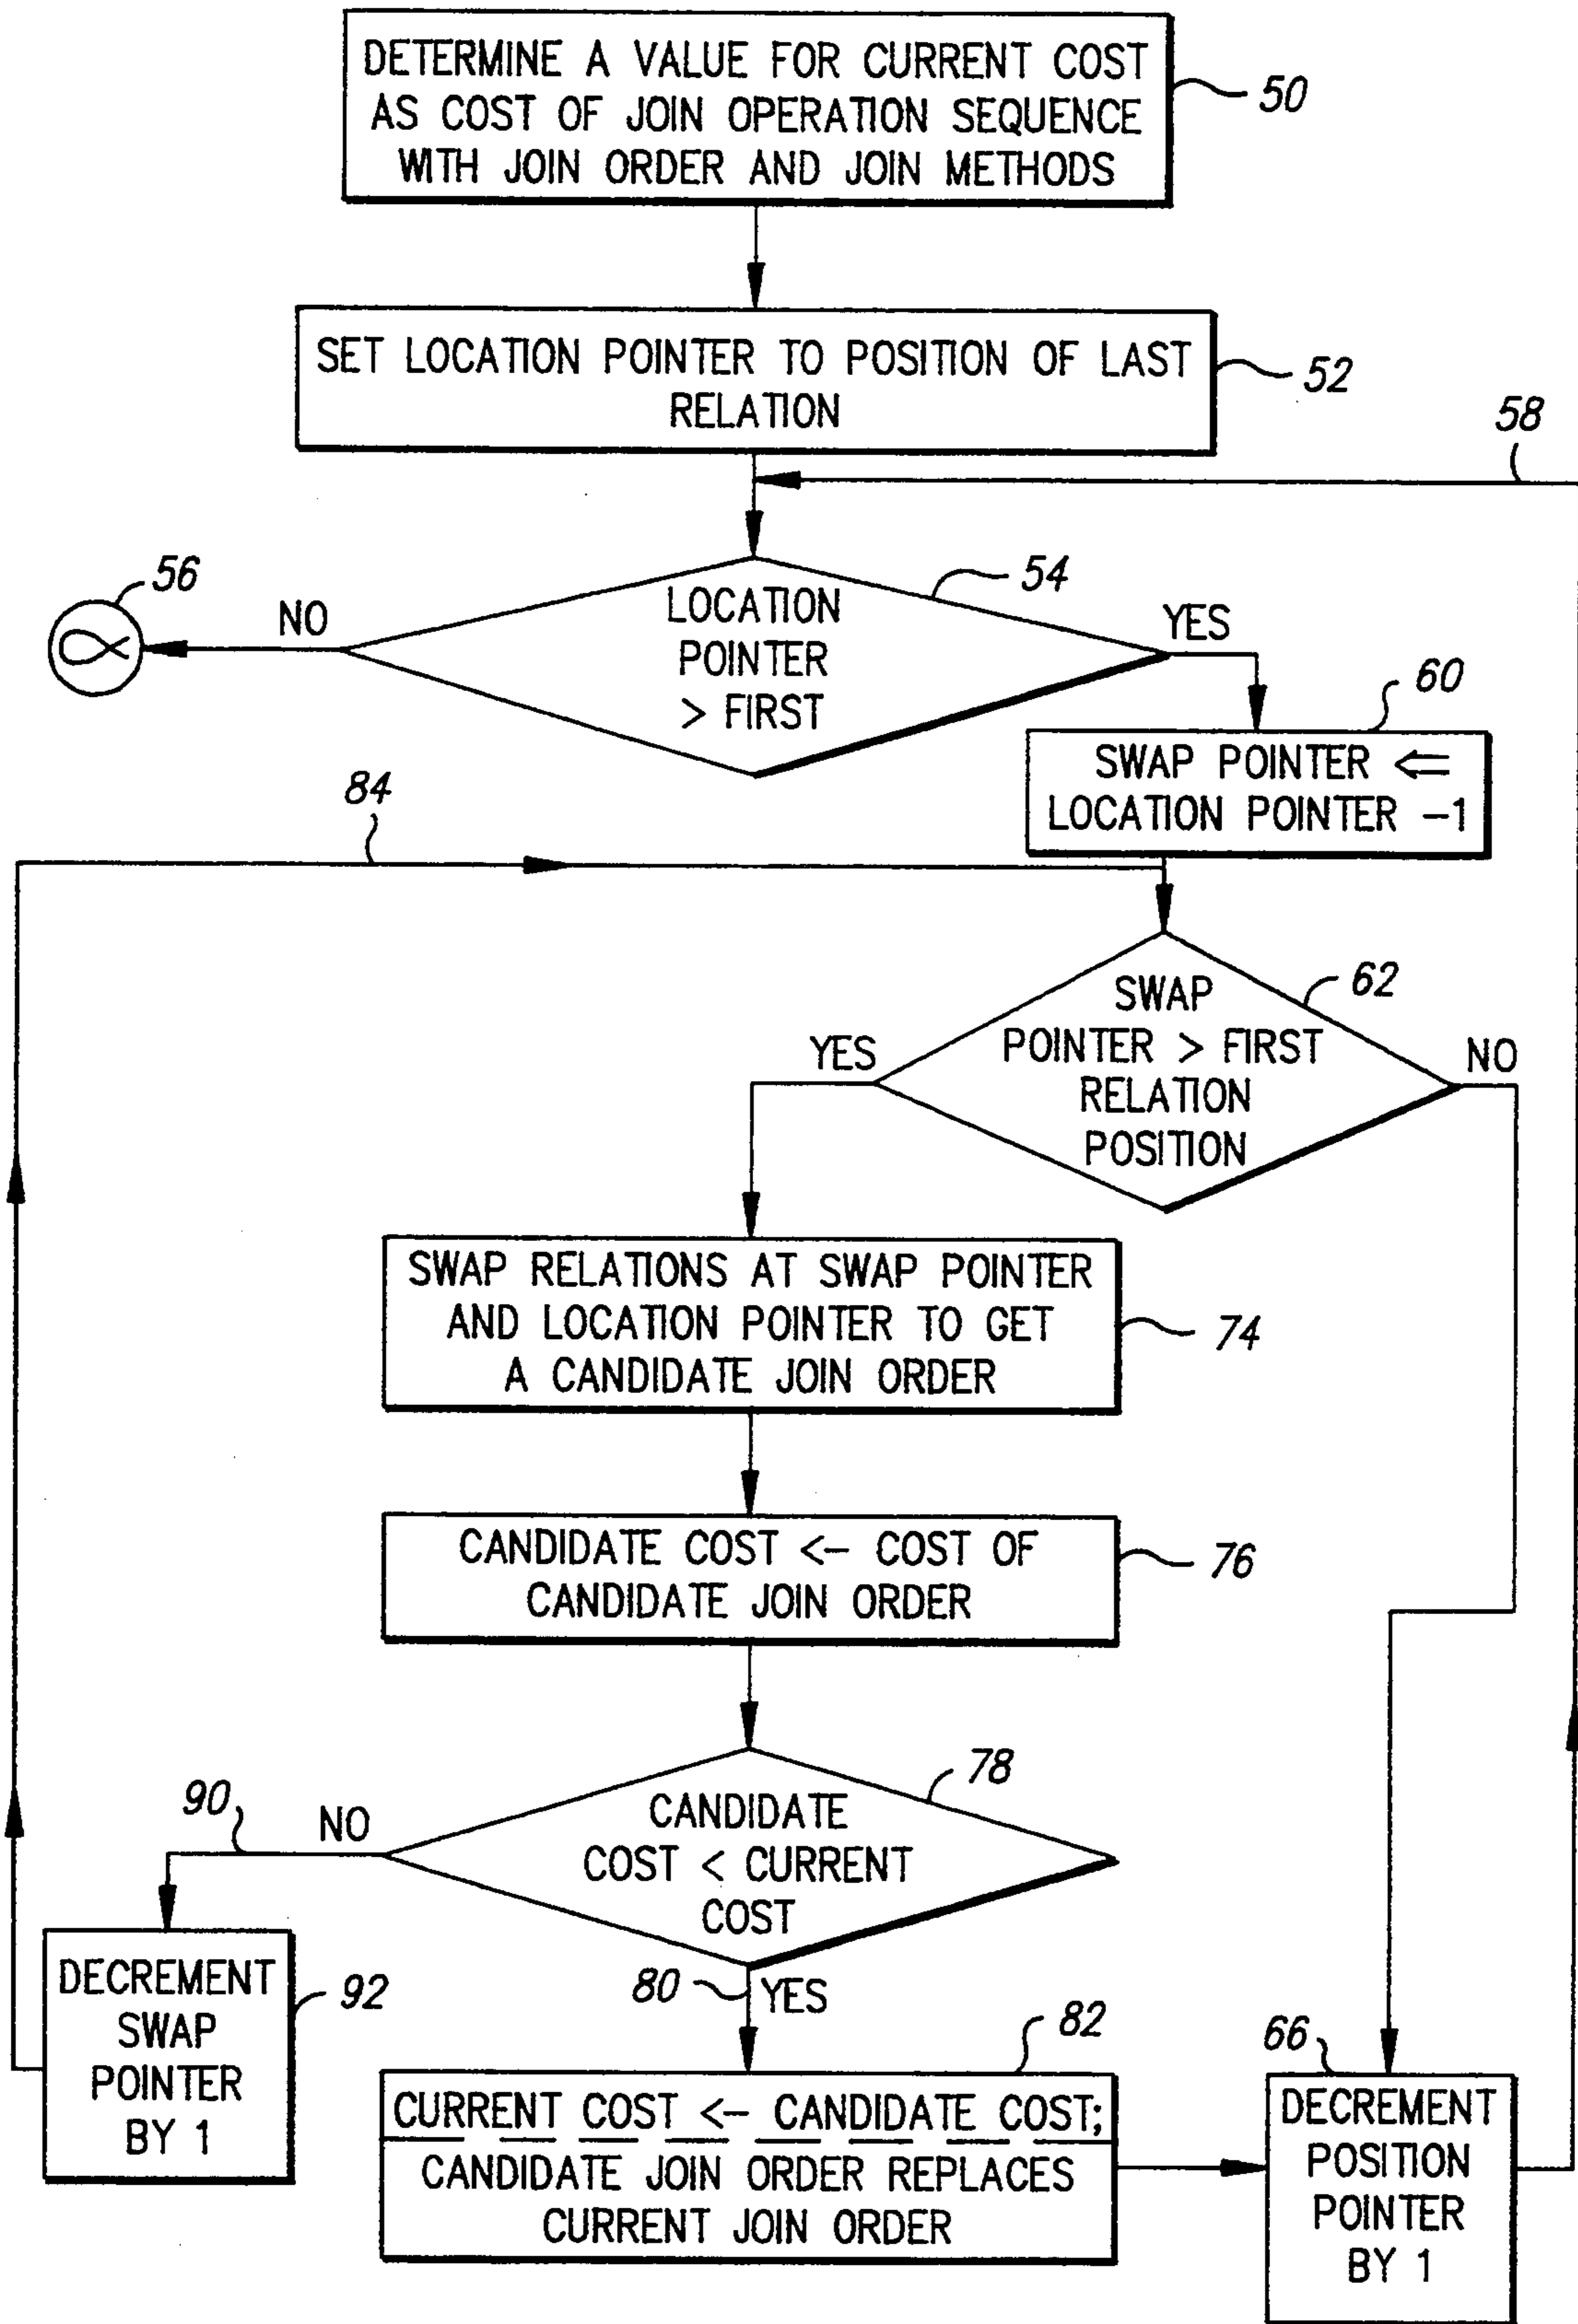 DETERMINE A VALUE FOR CURRENT COST
AS COST OF JOIN OPERATION SEQUENCE
WITH JOIN ORDER AND JOIN METHODS
50
SET LOCATION POINTER TO POSITION OF LAST
RELATION
52
58
56
NO
LOCATION
POINTER
> FIRST
54
YES
60
SWAP POINTER ⇐
LOCATION POINTER -1
84
SWAP
POINTER > FIRST
RELATION
POSITION
62
YES
NO
SWAP RELATIONS AT SWAP POINTER
AND LOCATION POINTER TO GET
A CANDIDATE JOIN ORDER
74
CANDIDATE COST <- COST OF
CANDIDATE JOIN ORDER
76
CANDIDATE
COST < CURRENT
COST
78
90
NO
DECREMENT
SWAP
POINTER
BY 1
92
80
YES
82
CURRENT COST <- CANDIDATE COST;
CANDIDATE JOIN ORDER REPLACES
CURRENT JOIN ORDER
66
DECREMENT
POSITION
POINTER
BY 1